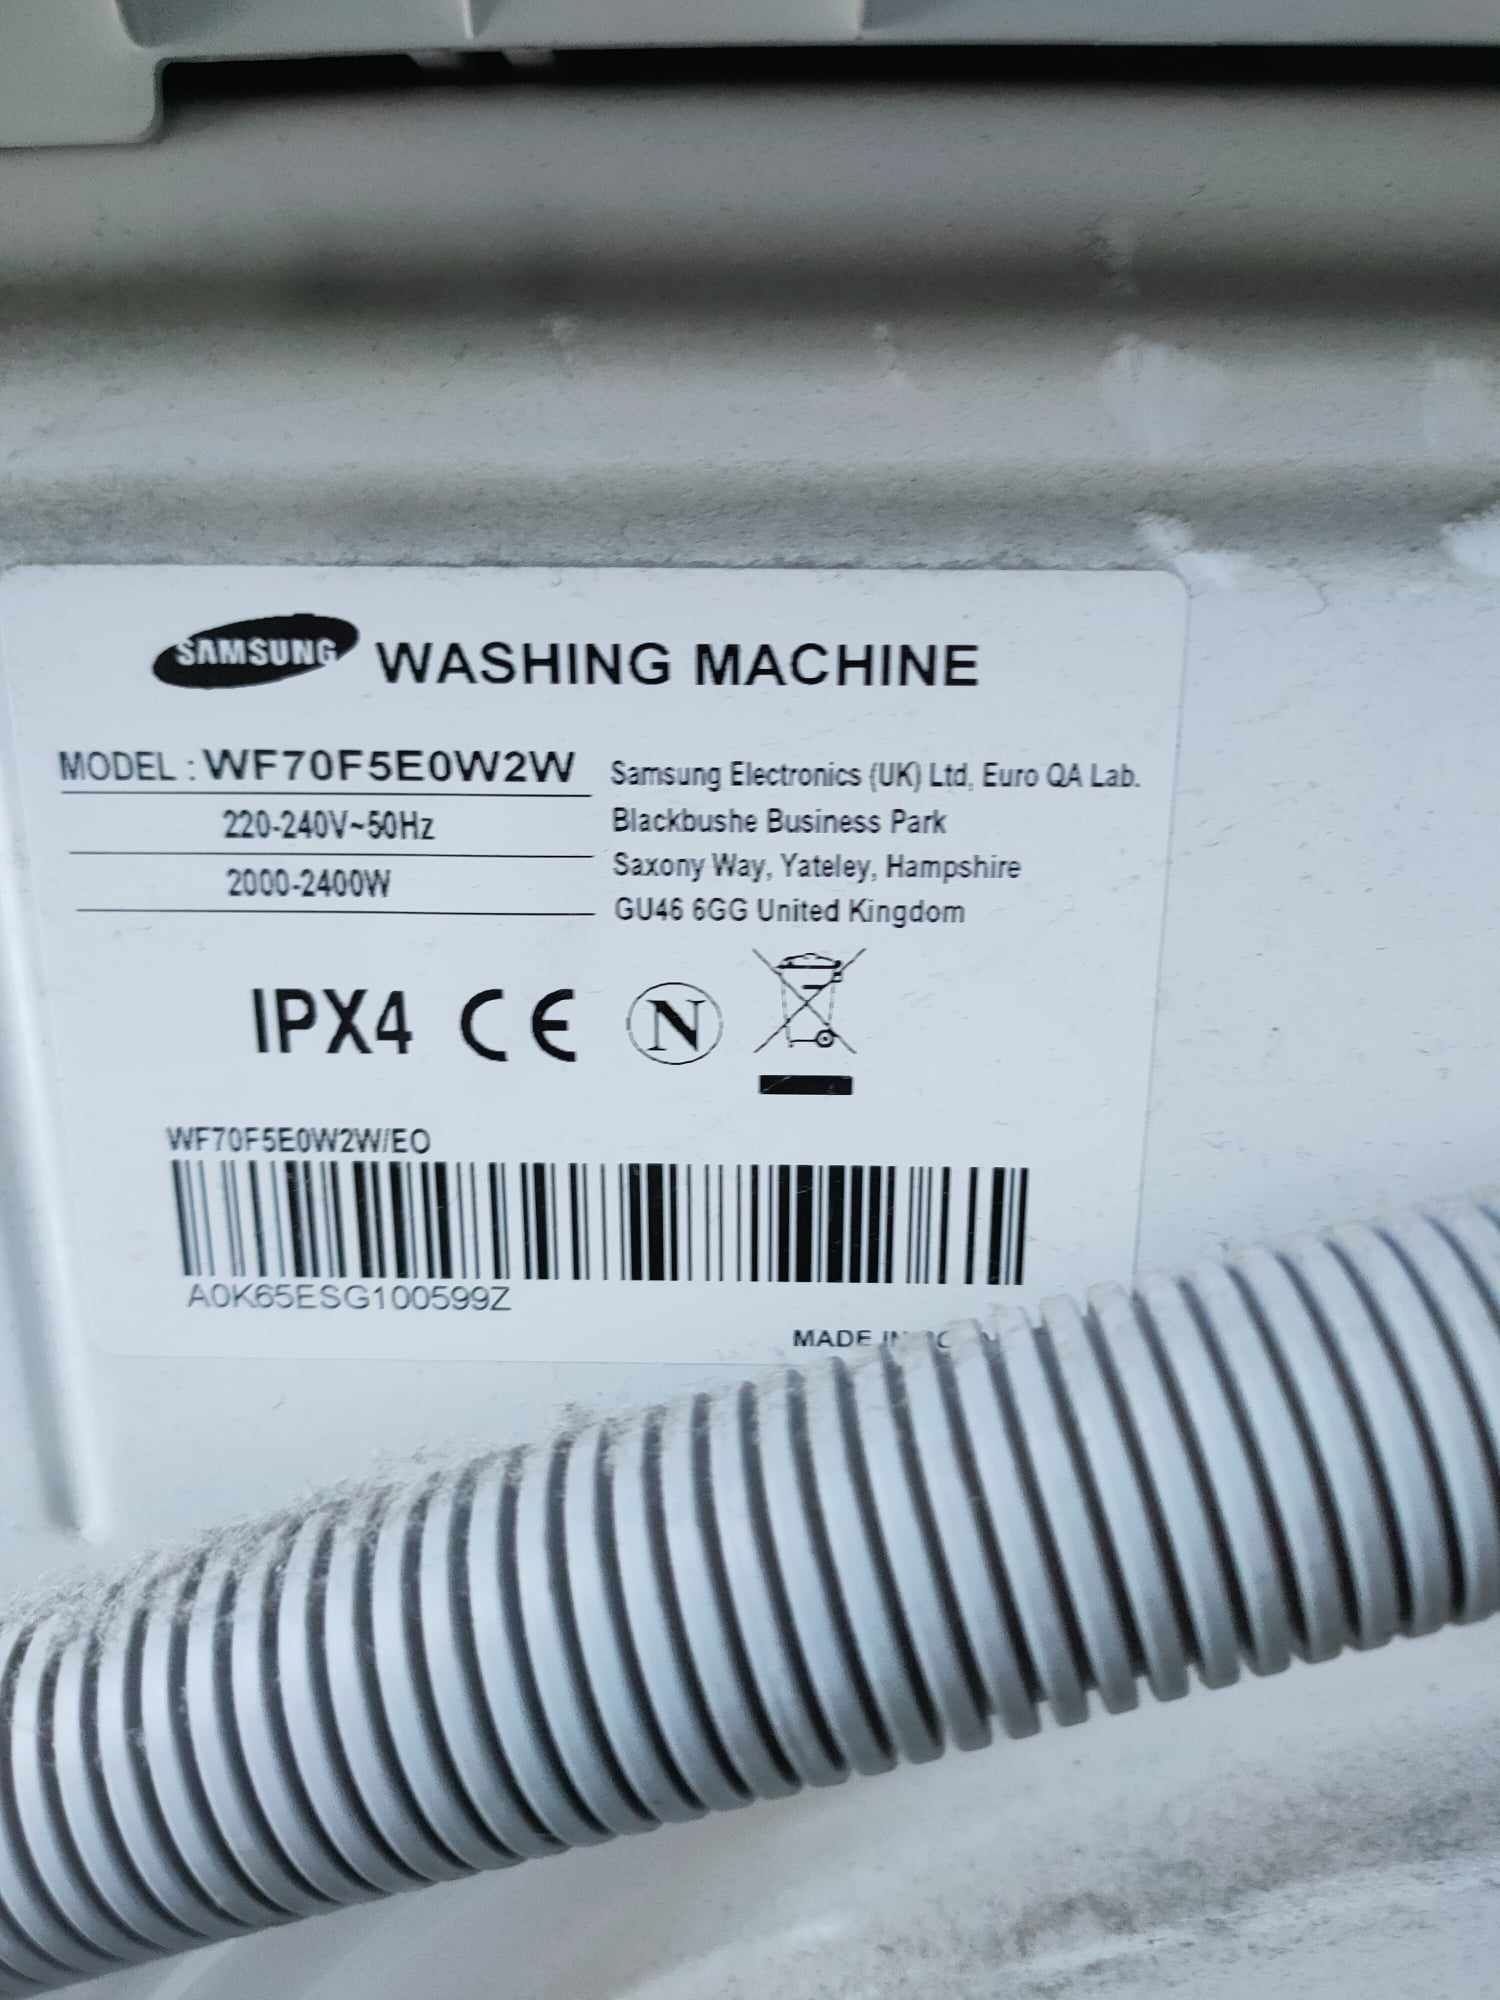 SAMSUNG WASHING MACHINE
MODEL : WF70F5E0W2W
220-240V~50Hz
2000-2400W
Samsung Electronics (UK) Ltd, Euro QA Lab.
Blackbushe Business Park
Saxony Way, Yateley, Hampshire
GU46 6GG United Kingdom
IPX4 CE N
WF70F5E0W2W/EO
A0K65ESG100599Z
MADE IN